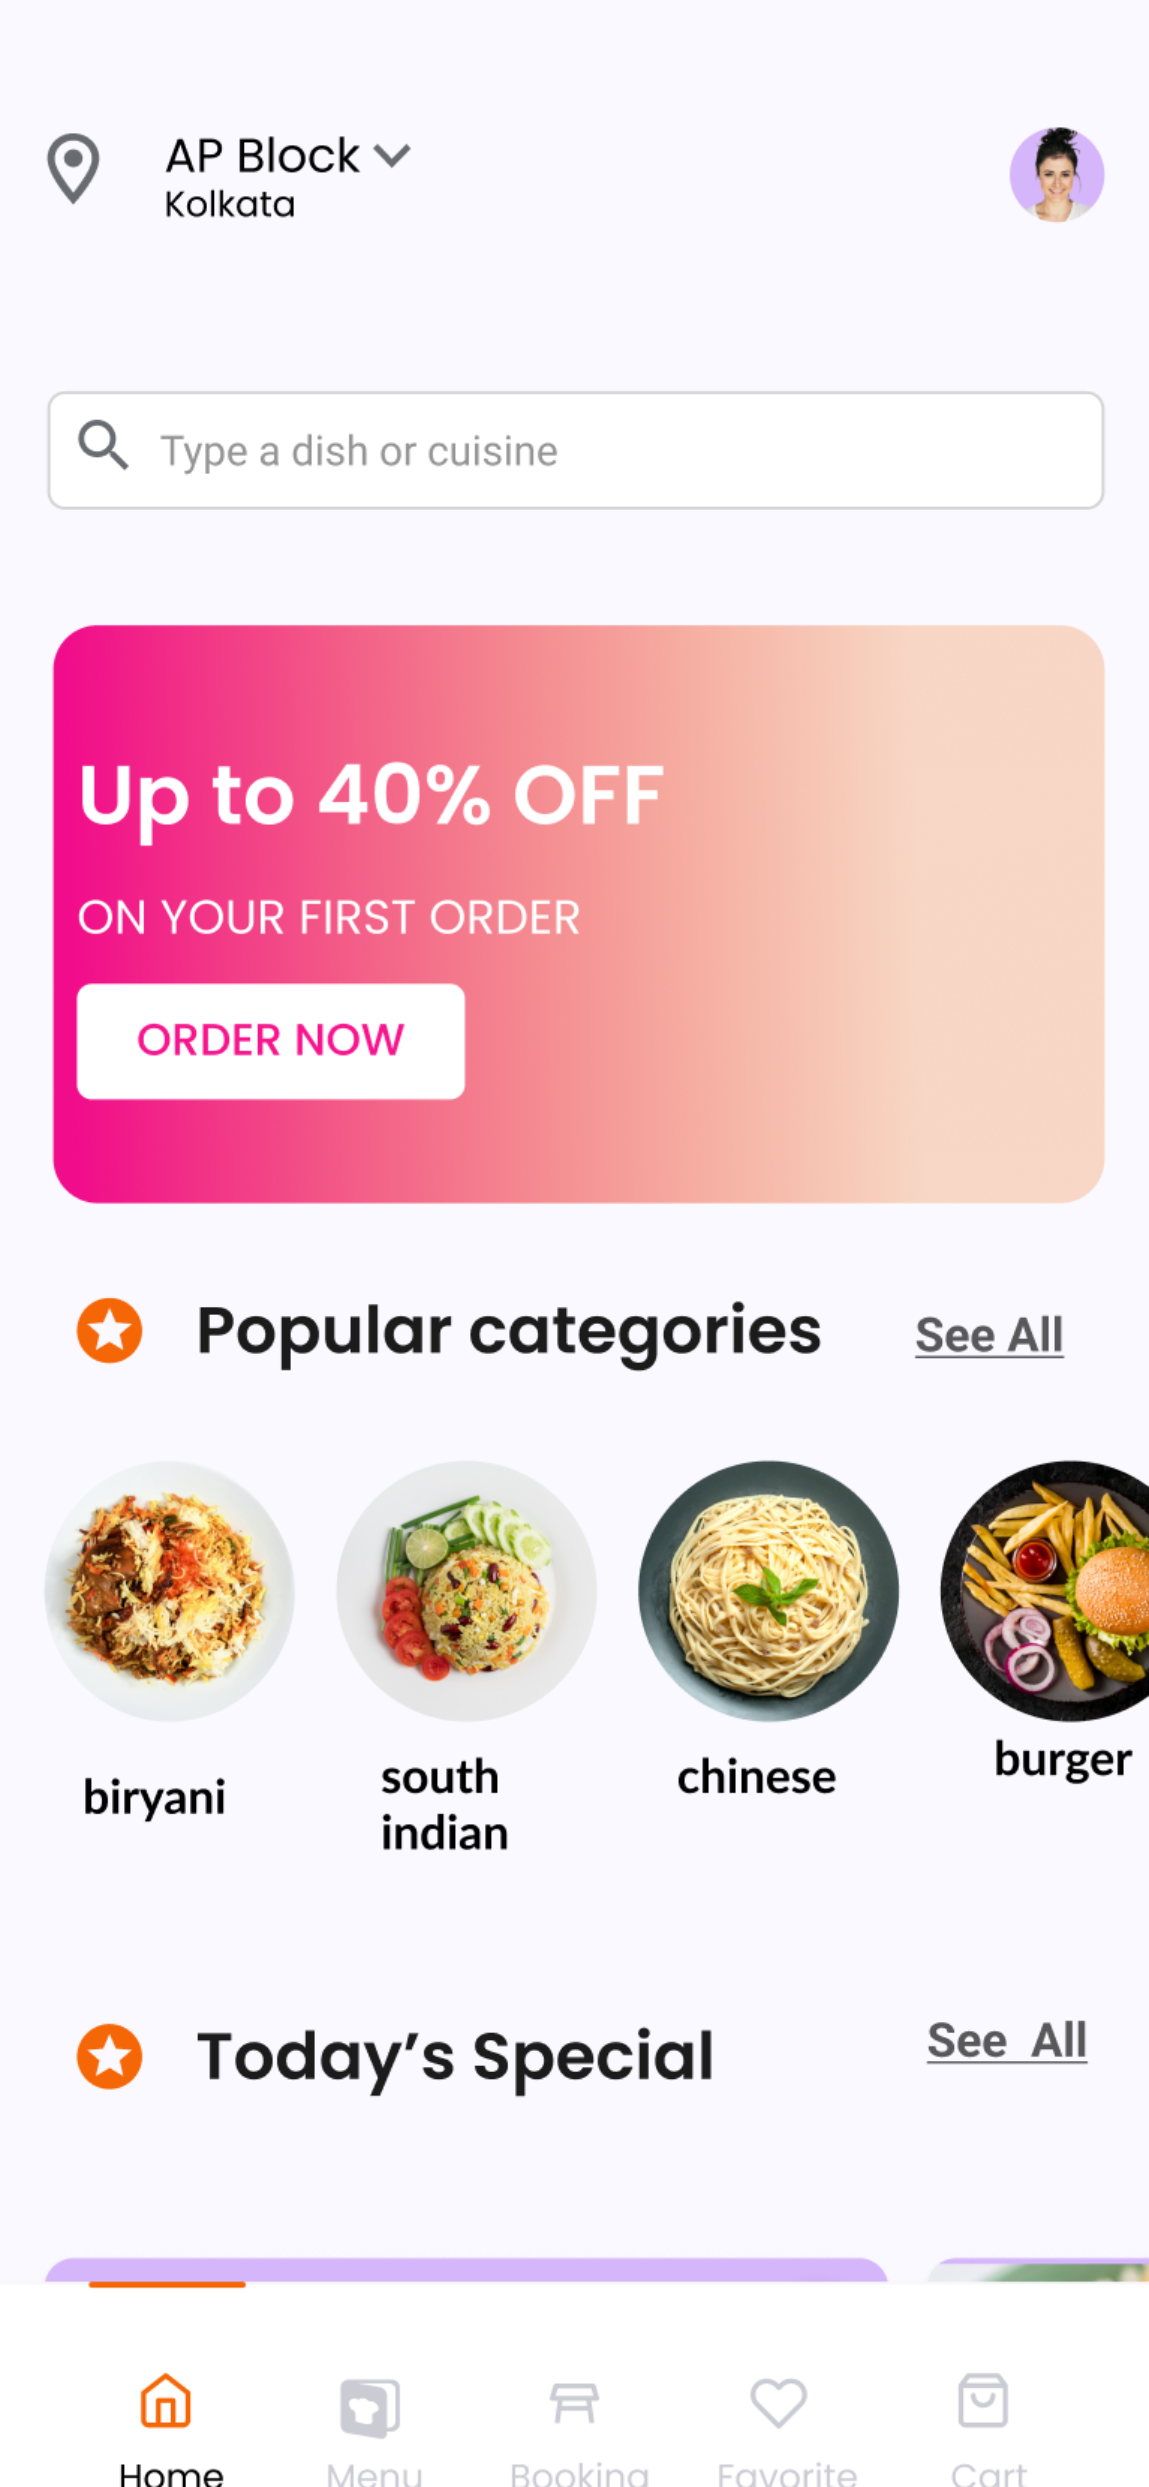 AP Block
Kolkata
Type a dish or cuisine
Up to 40% OFF
ON YOUR FIRST ORDER
ORDER NOW
Popular categories
See All
biryani
south
indian
chinese
burger
Today’s Special
See All
Home
Menu
Booking
Favorite
Cart